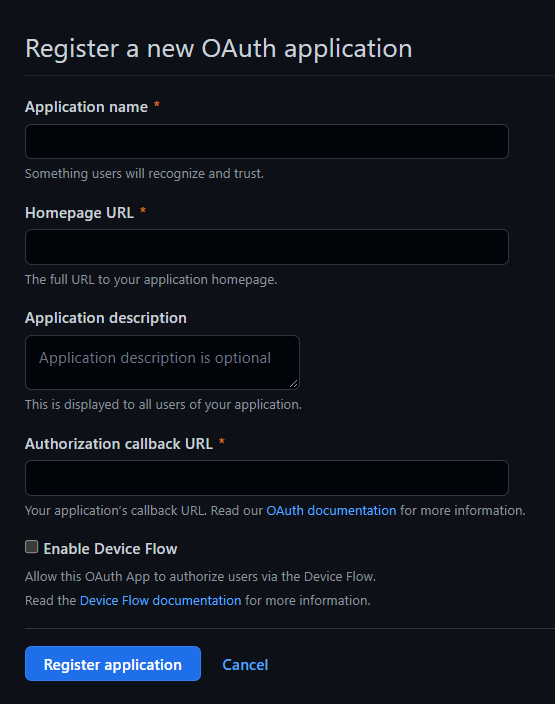 Register a new OAuth application
Application name *
Something users will recognize and trust.
Homepage URL *
The full URL to your application homepage.
Application description
Application description is optional
This is displayed to all users of your application.
Authorization callback URL *
Your application's callback URL. Read our OAuth documentation for more information.
Enable Device Flow
Allow this OAuth App to authorize users via the Device Flow.
Read the Device Flow documentation for more information.
Register application Cancel